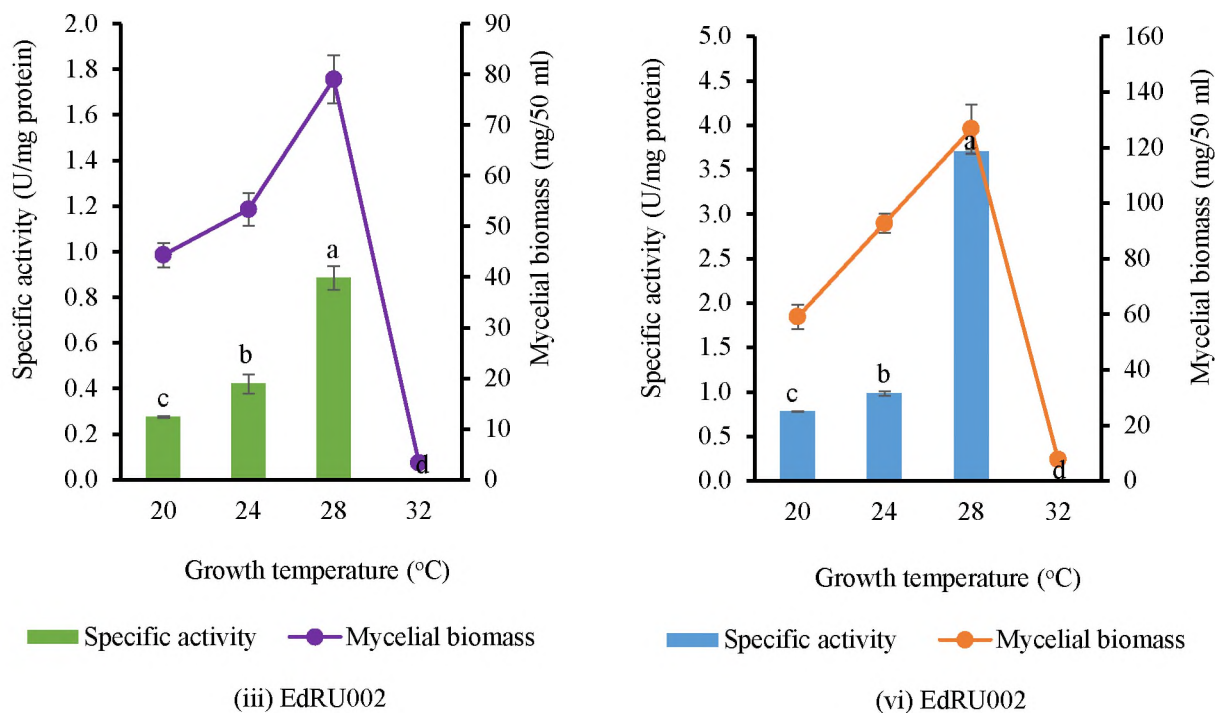 Specific activity (U/mg protein)
2.0
1.8
1.6
1.4
1.2
1.0
0.8
0.6
0.4
0.2
0.0
c
b
a
d
90
80
70
60
50
40
30
20
10
0
Mycelial biomass (mg/50 ml)
20 24 28 32
Growth temperature (°C)
Specific activity Mycelial biomass
(iii) EdRU002
Specific activity (U/mg protein)
5.0
4.5
4.0
3.5
3.0
2.5
2.0
1.5
1.0
0.5
0.0
c
b
a
d
160
140
120
100
80
60
40
20
0
Mycelial biomass (mg/50 ml)
20 24 28 32
Growth temperature (°C)
Specific activity Mycelial biomass
(vi) EdRU002